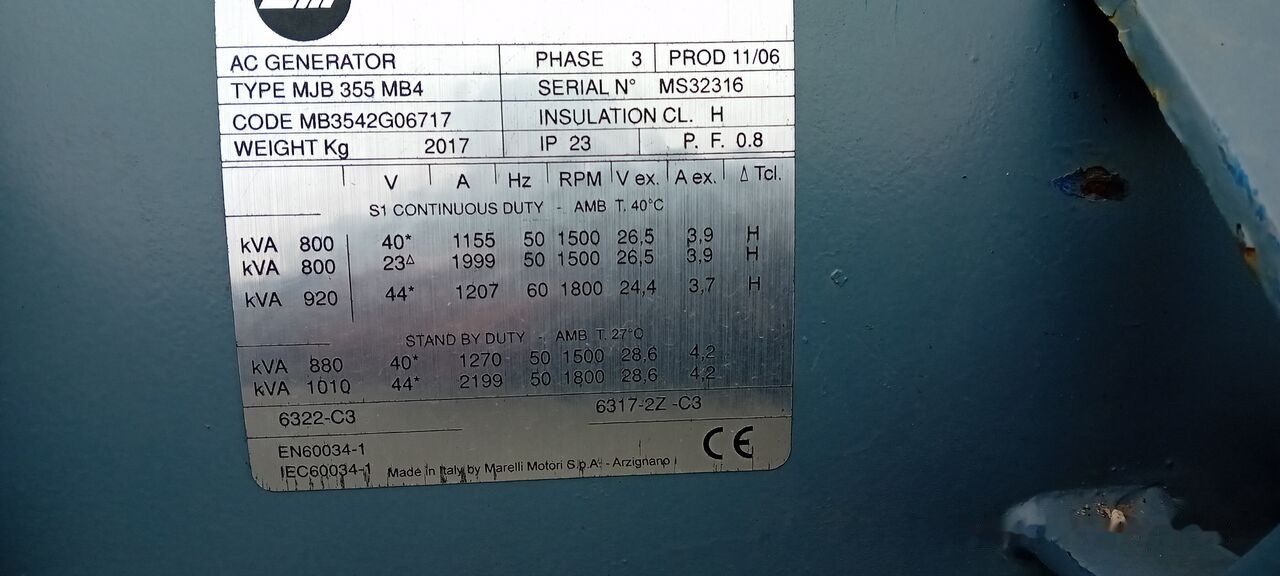 AC GENERATOR PHASE 3 PROD 11/06
TYPE MJB 355 MB4 SERIAL N° MS32316
CODE MB3542G06717 INSULATION CL. H
WEIGHT Kg 2017 IP 23 P. F. 0.8
V A Hz RPM V ex. A ex. Δ Tcl.
S1 CONTINUOUS DUTY - AMB T. 40°C
kVA 800 40* 1155 50 1500 26,5 3,9 H
kVA 800 23Δ 1999 50 1500 26,5 3,9 H
kVA 920 44* 1207 60 1800 24,4 3,7 H
STAND BY DUTY - AMB T. 27°C
kVA 880 40* 1270 50 1500 28,6 4,2
kVA 1010 44* 2199 50 1800 28,6 4,2
6322-C3 6317-2Z -C3
EN60034-1
IEC60034-1 Made in Italy by Marelli Motori S.p.A. - Arzignano CE